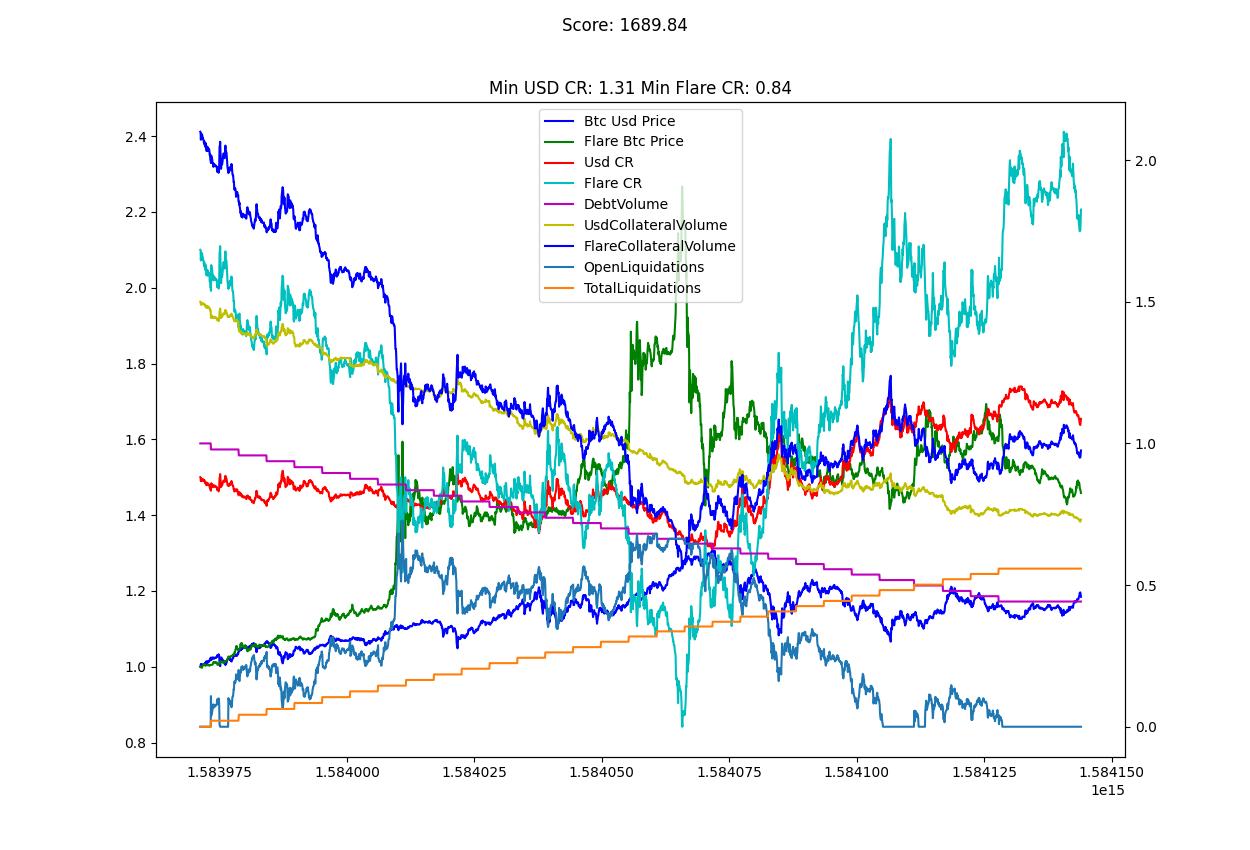 Score: 1689.84
Min USD CR: 1.31 Min Flare CR: 0.84
Btc Usd Price
Flare Btc Price
Usd CR
Flare CR
DebtVolume
UsdCollateralVolume
FlareCollateralVolume
OpenLiquidations
TotalLiquidations
2.4
2.2
2.0
1.8
1.6
1.4
1.2
1.0
0.8
2.0
1.5
1.0
0.5
0.0
1.583975 1.584000 1.584025 1.584050 1.584075 1.584100 1.584125 1.584150
1e15